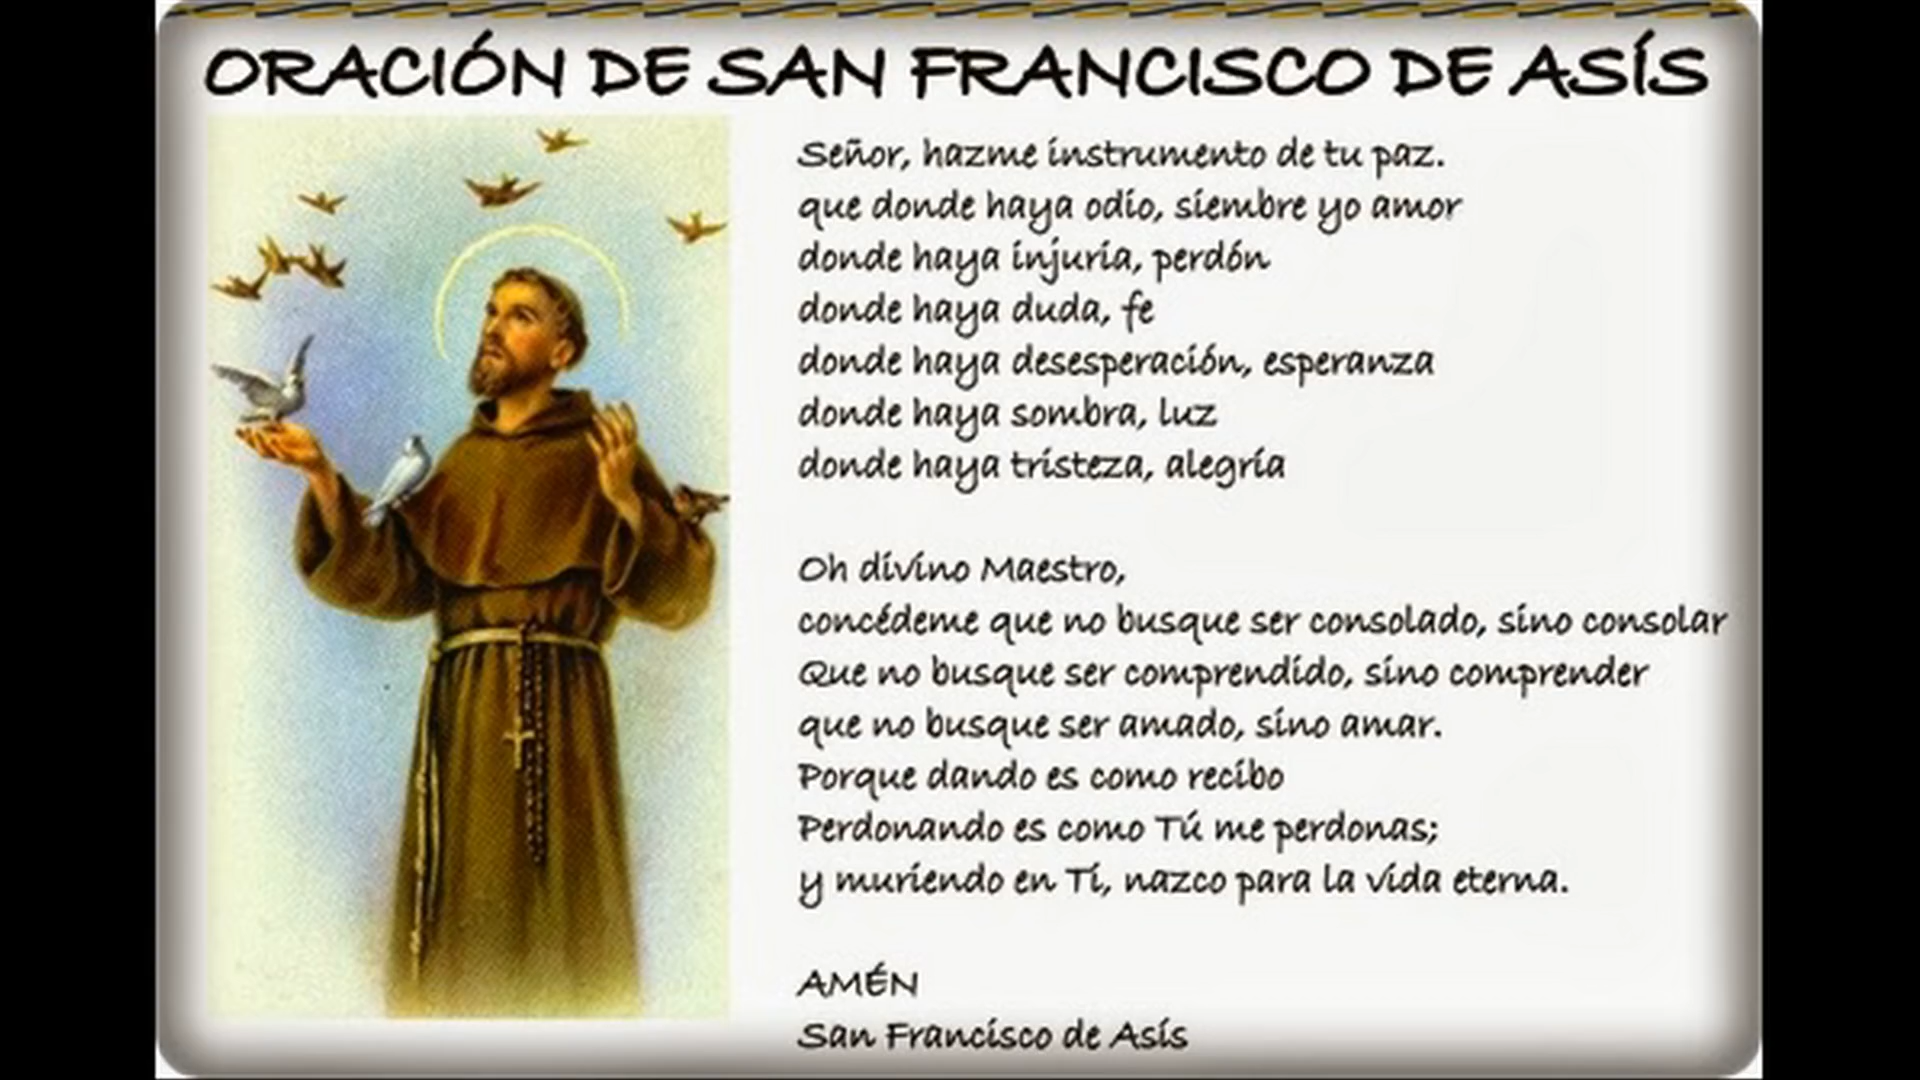 ORACIÓN DE SAN FRANCISCO DE ASÍS
Señor, hazme instrumento de tu paz.
que donde haya odio, siembre yo amor
donde haya injuria, perdón
donde haya duda, fe
donde haya desesperación, esperanza
donde haya sombra, luz
donde haya tristeza, alegría
Oh divino Maestro,
concédeme que no busque ser consolado, sino consolar
Que no busque ser comprendido, sino comprender
que no busque ser amado, sino amar.
Porque dando es como recibo
Perdonando es como Tú me perdonas;
y muriendo en Ti, nazco para la vida eterna.
AMÉN
San Francisco de Asís